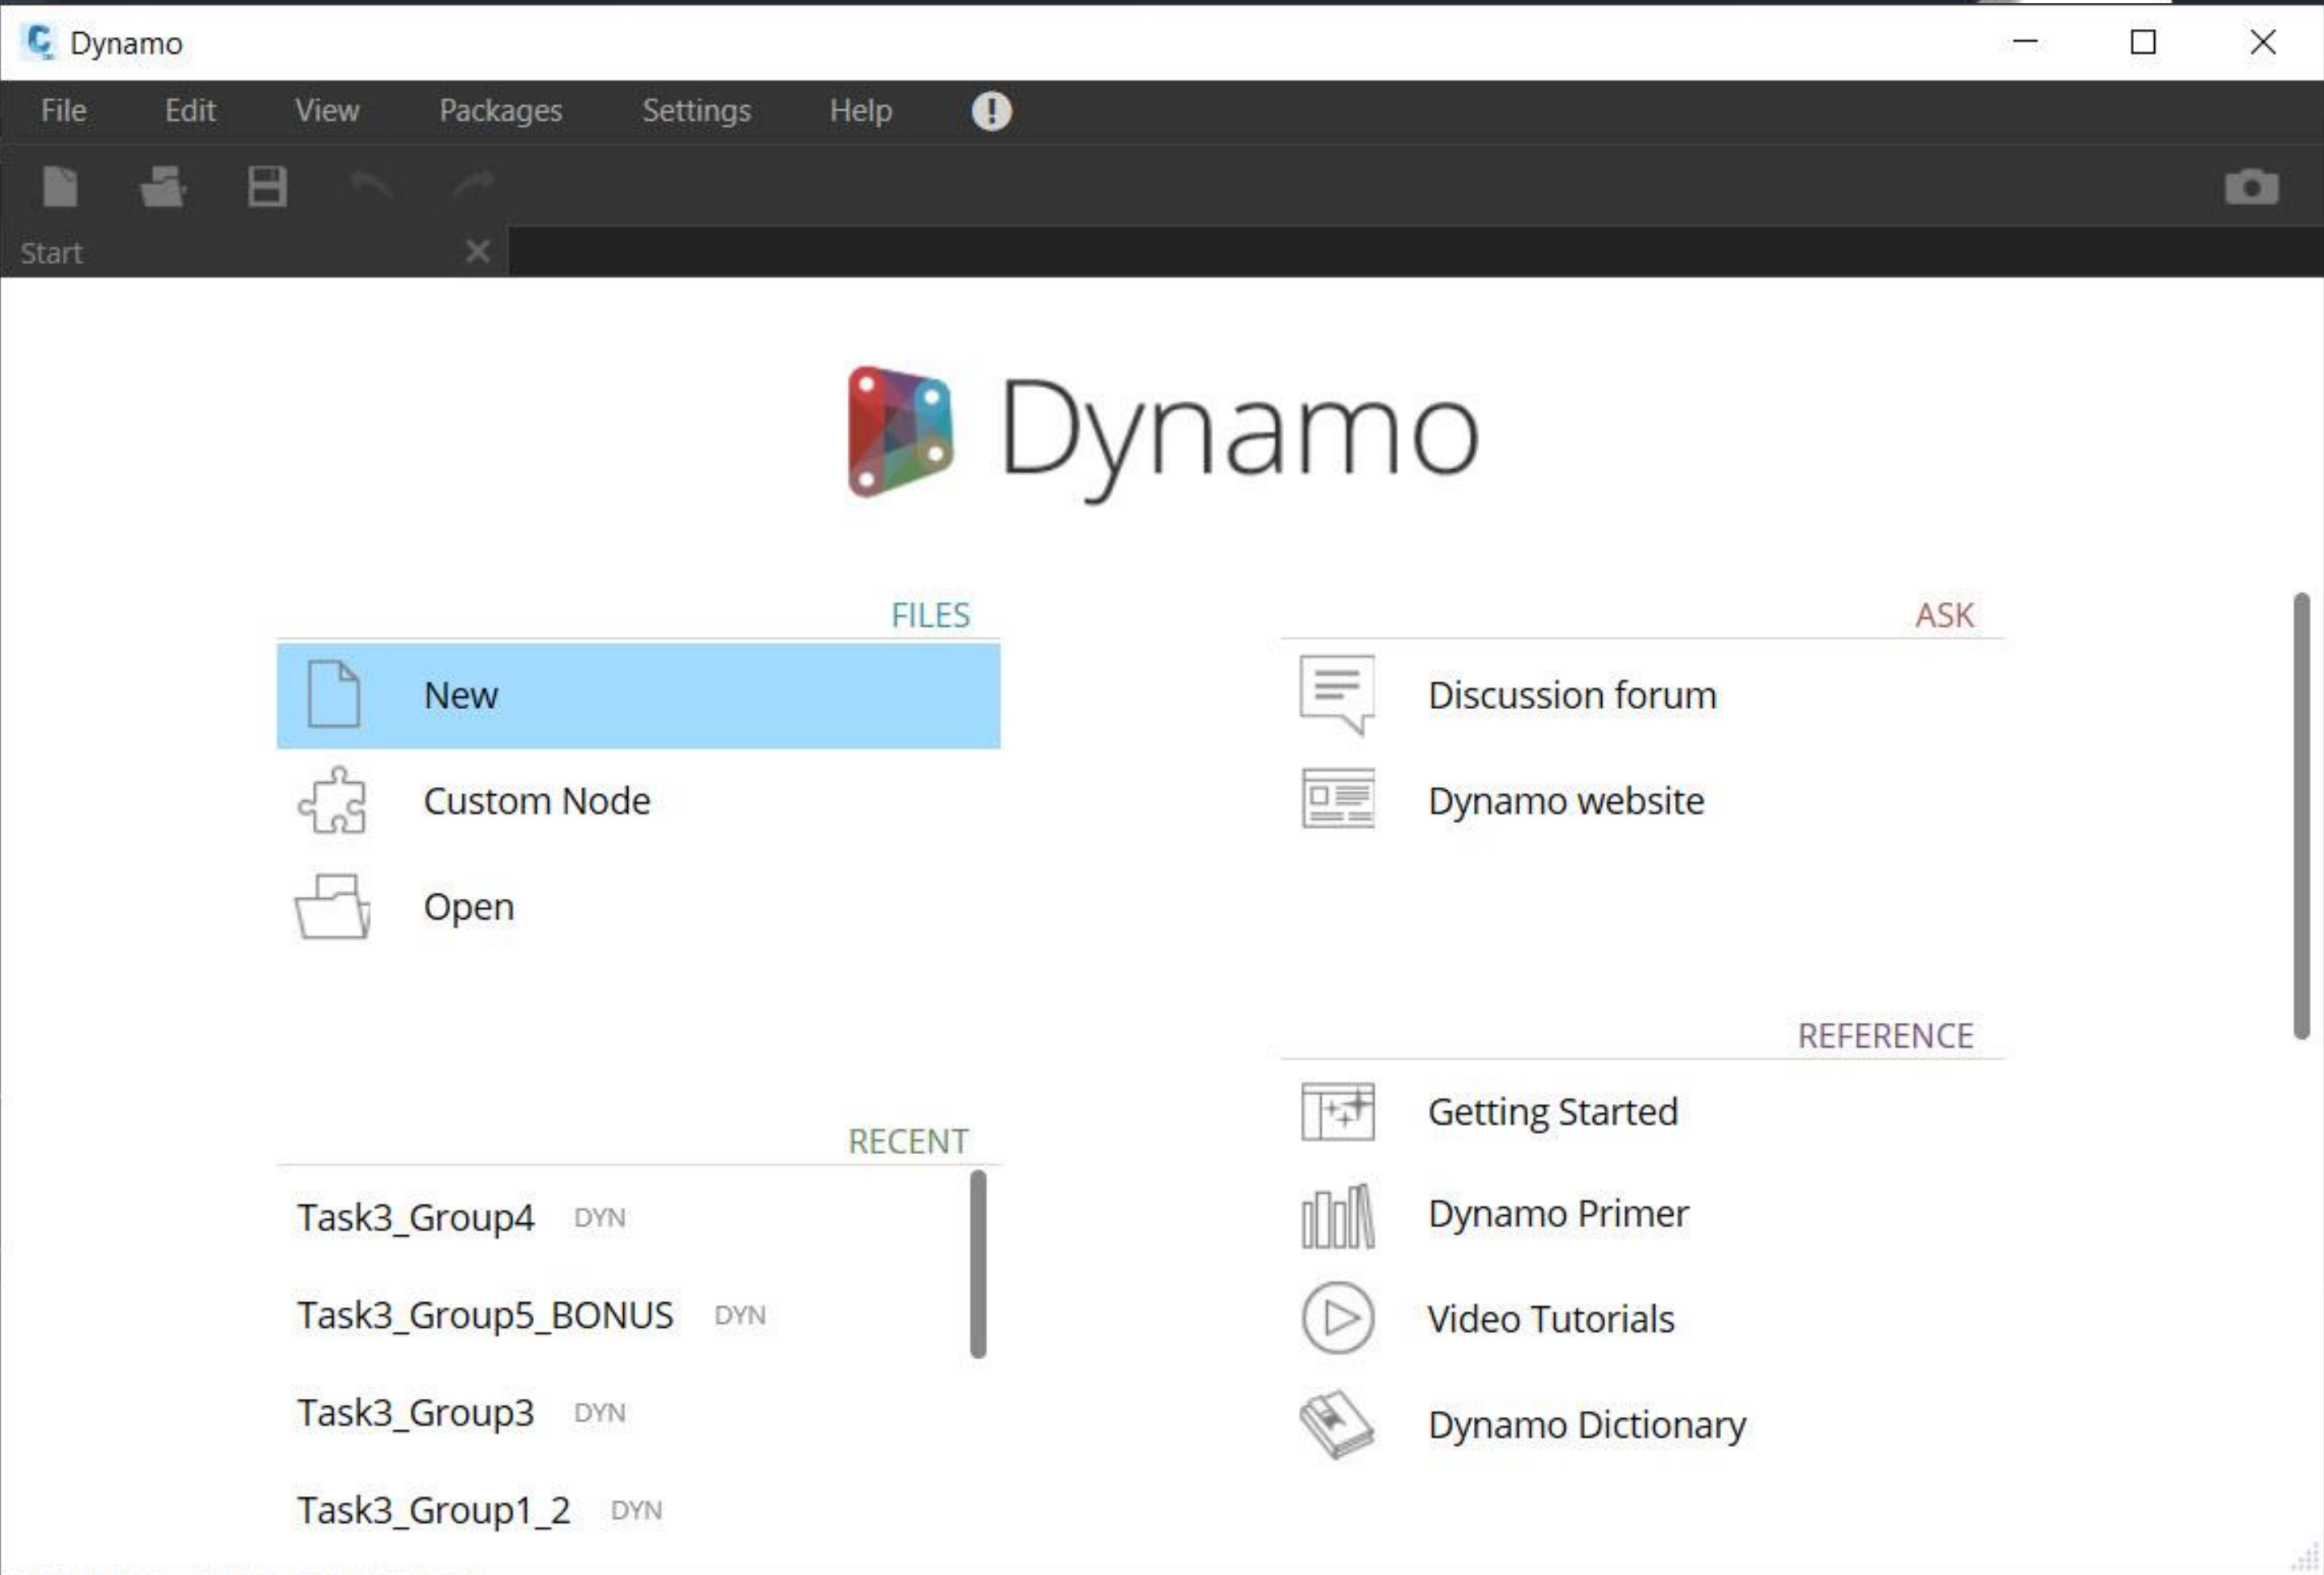 Dynamo
File Edit View Packages Settings Help
Start
Dynamo
FILES
New
Custom Node
Open
RECENT
Task3_Group4 DYN
Task3_Group5_BONUS DYN
Task3_Group3 DYN
Task3_Group1_2 DYN
ASK
Discussion forum
Dynamo website
REFERENCE
Getting Started
Dynamo Primer
Video Tutorials
Dynamo Dictionary